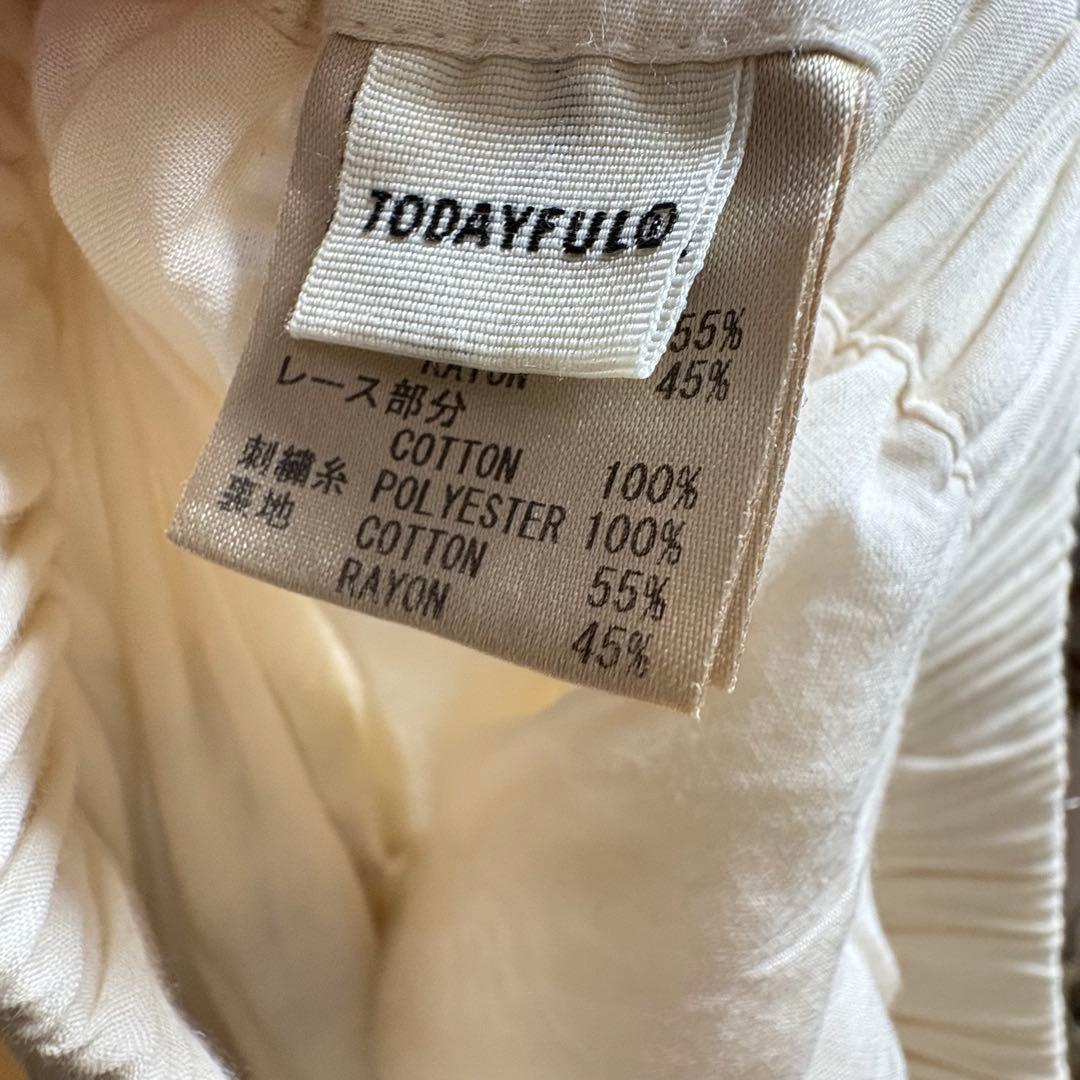 TODAYFUL®
55%
RAYON 45%
レース部分
COTTON 100%
刺繍糸 POLYESTER 100%
裏地 COTTON 55%
RAYON 45%